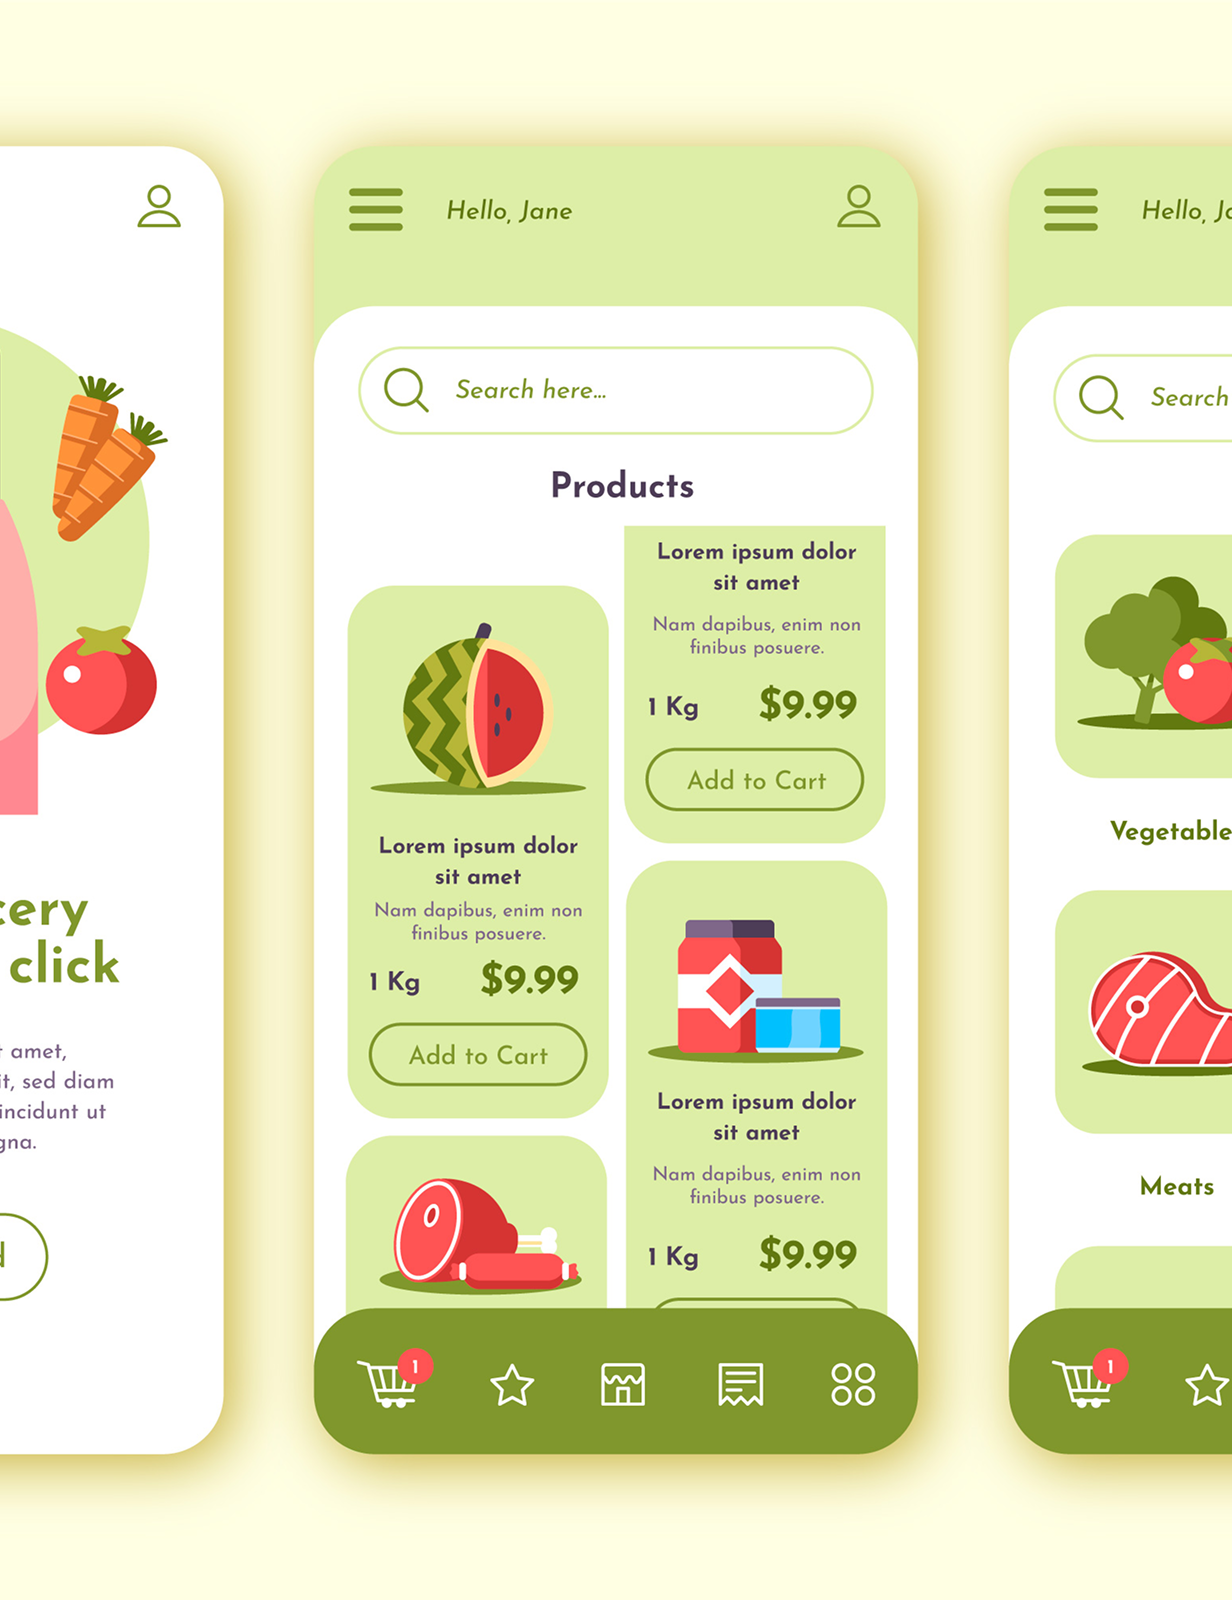 cery
click
t amet,
it, sed diam
incidunt ut
gna.
d
Hello, Jane
Search here...
Products
Lorem ipsum dolor
sit amet
Nam dapibus, enim non
finibus posuere.
1 Kg $9.99
Add to Cart
Lorem ipsum dolor
sit amet
Nam dapibus, enim non
finibus posuere.
1 Kg $9.99
Add to Cart
Lorem ipsum dolor
sit amet
Nam dapibus, enim non
finibus posuere.
1 Kg $9.99
1
Hello, Ja
Search
Vegetable
Meats
1